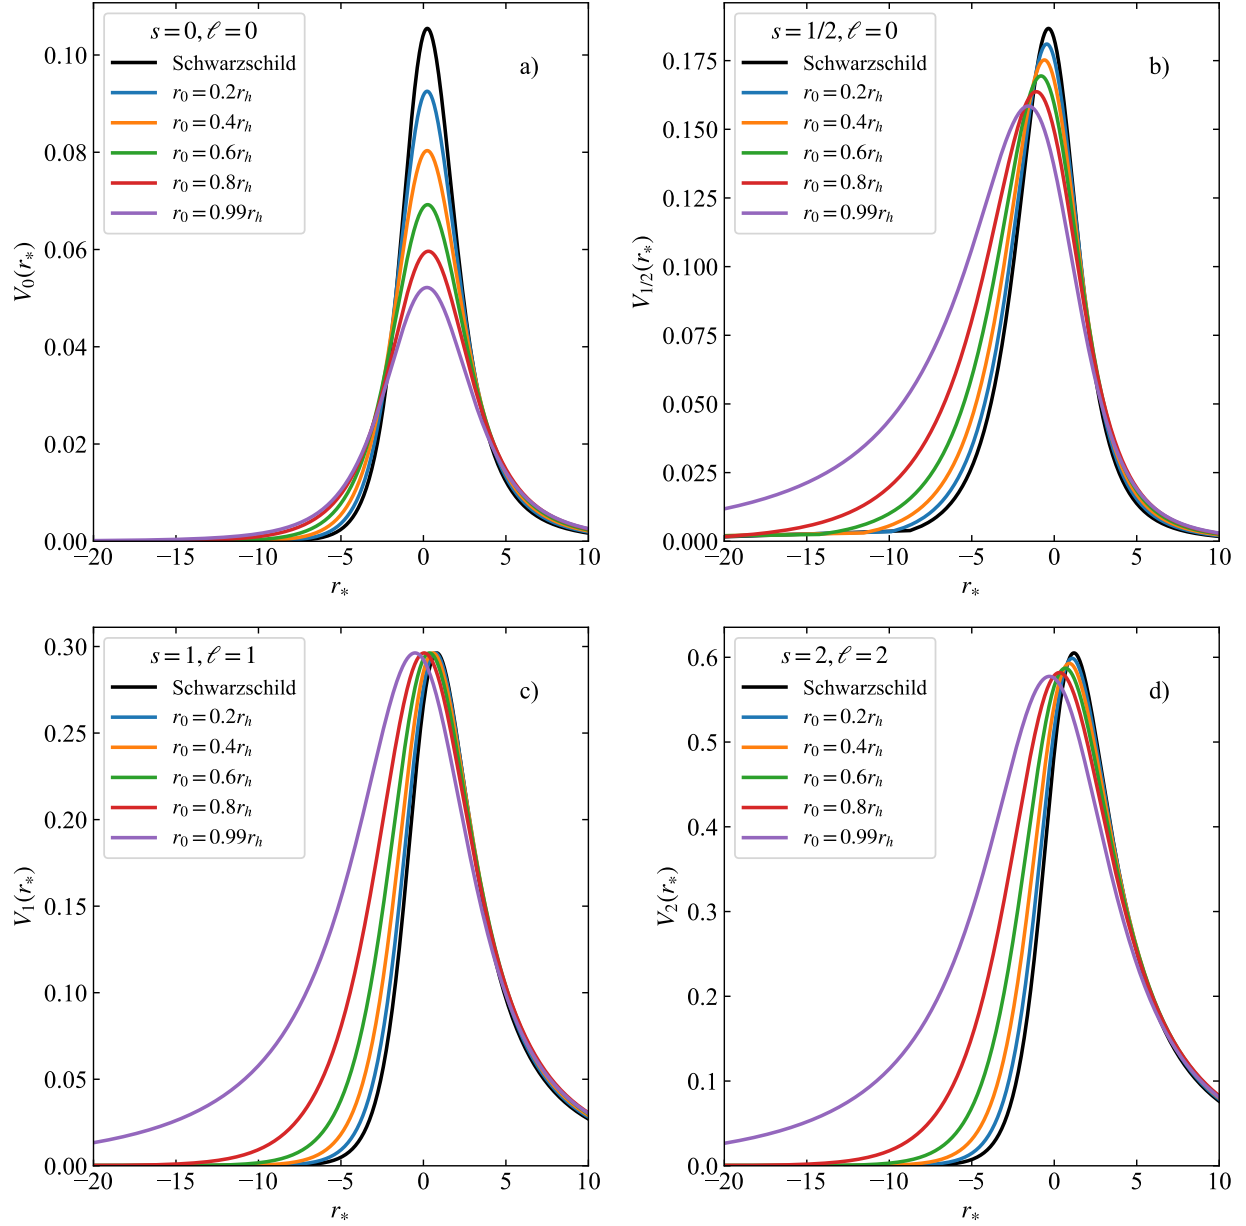 s=0, ℓ=0
Schwarzschild
r₀=0.2rₕ
r₀=0.4rₕ
r₀=0.6rₕ
r₀=0.8rₕ
r₀=0.99rₕ
a)
0.10
0.08
0.06
0.04
0.02
0.00
V₀(r*)
−20 −15 −10 −5 0 5 10
r*
s=1/2, ℓ=0
Schwarzschild
r₀=0.2rₕ
r₀=0.4rₕ
r₀=0.6rₕ
r₀=0.8rₕ
r₀=0.99rₕ
b)
0.175
0.150
0.125
0.100
0.075
0.050
0.025
0.000
V₁/₂(r*)
−20 −15 −10 −5 0 5 10
r*
s=1, ℓ=1
Schwarzschild
r₀=0.2rₕ
r₀=0.4rₕ
r₀=0.6rₕ
r₀=0.8rₕ
r₀=0.99rₕ
c)
0.30
0.25
0.20
0.15
0.10
0.05
0.00
V₁(r*)
−20 −15 −10 −5 0 5 10
r*
s=2, ℓ=2
Schwarzschild
r₀=0.2rₕ
r₀=0.4rₕ
r₀=0.6rₕ
r₀=0.8rₕ
r₀=0.99rₕ
d)
0.6
0.5
0.4
0.3
0.2
0.1
0.0
V₂(r*)
−20 −15 −10 −5 0 5 10
r*